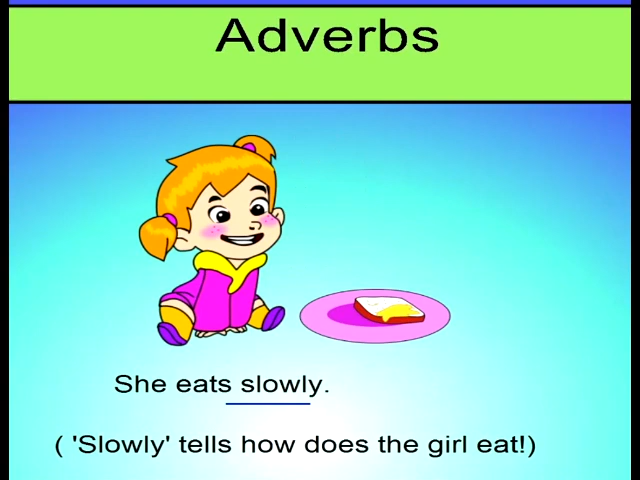 Adverbs
She eats slowly.
( 'Slowly' tells how does the girl eat!)